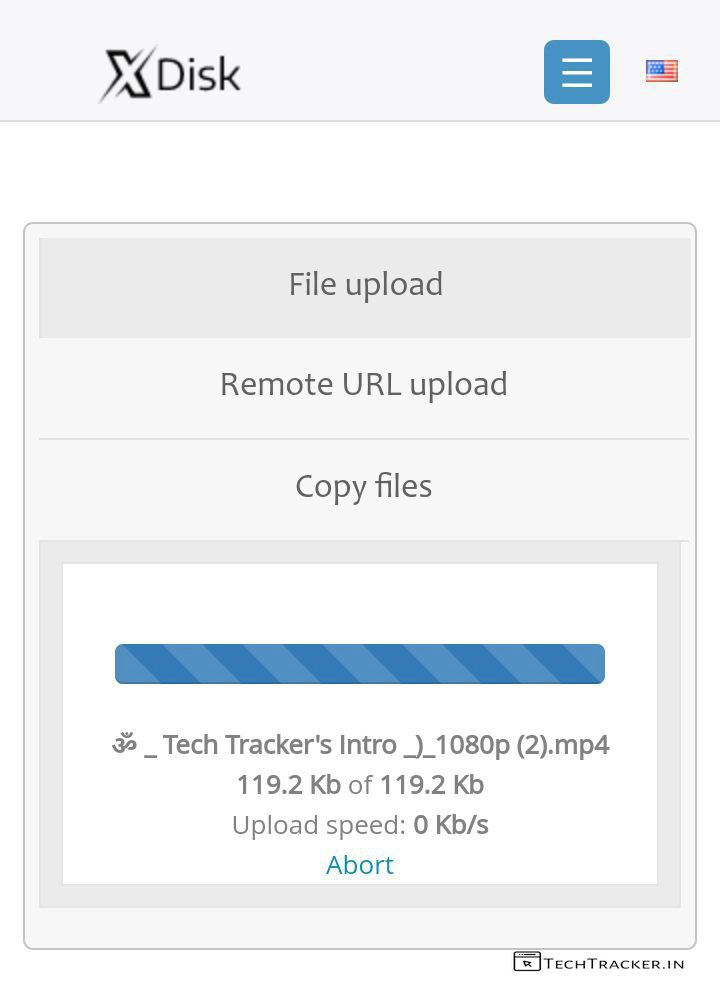 XDisk
File upload
Remote URL upload
Copy files
ॐ _ Tech Tracker's Intro _)_1080p (2).mp4
119.2 Kb of 119.2 Kb
Upload speed: 0 Kb/s
Abort
TECHTRACKER.IN